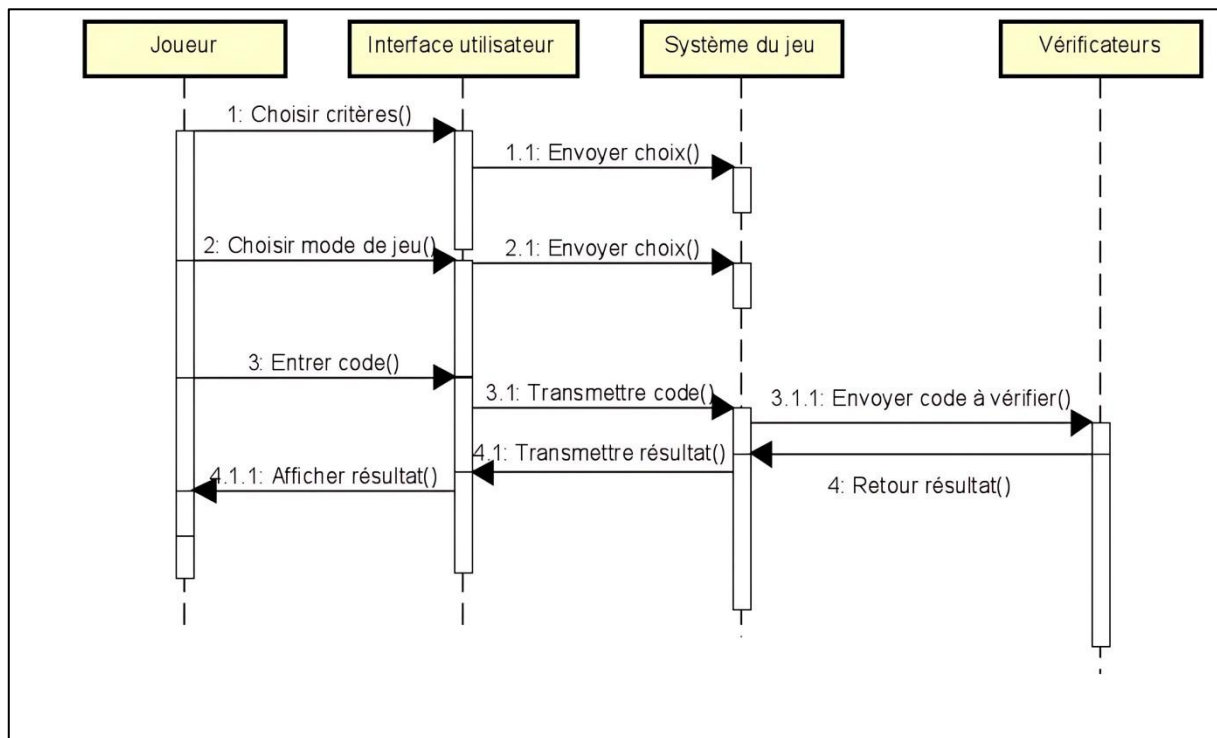 Joueur
Interface utilisateur
Système du jeu
Vérificateurs
1: Choisir critères()
1.1: Envoyer choix()
2: Choisir mode de jeu()
2.1: Envoyer choix()
3: Entrer code()
3.1: Transmettre code()
3.1.1: Envoyer code à vérifier()
4.1: Transmettre résultat()
4.1.1: Afficher résultat()
4: Retour résultat()